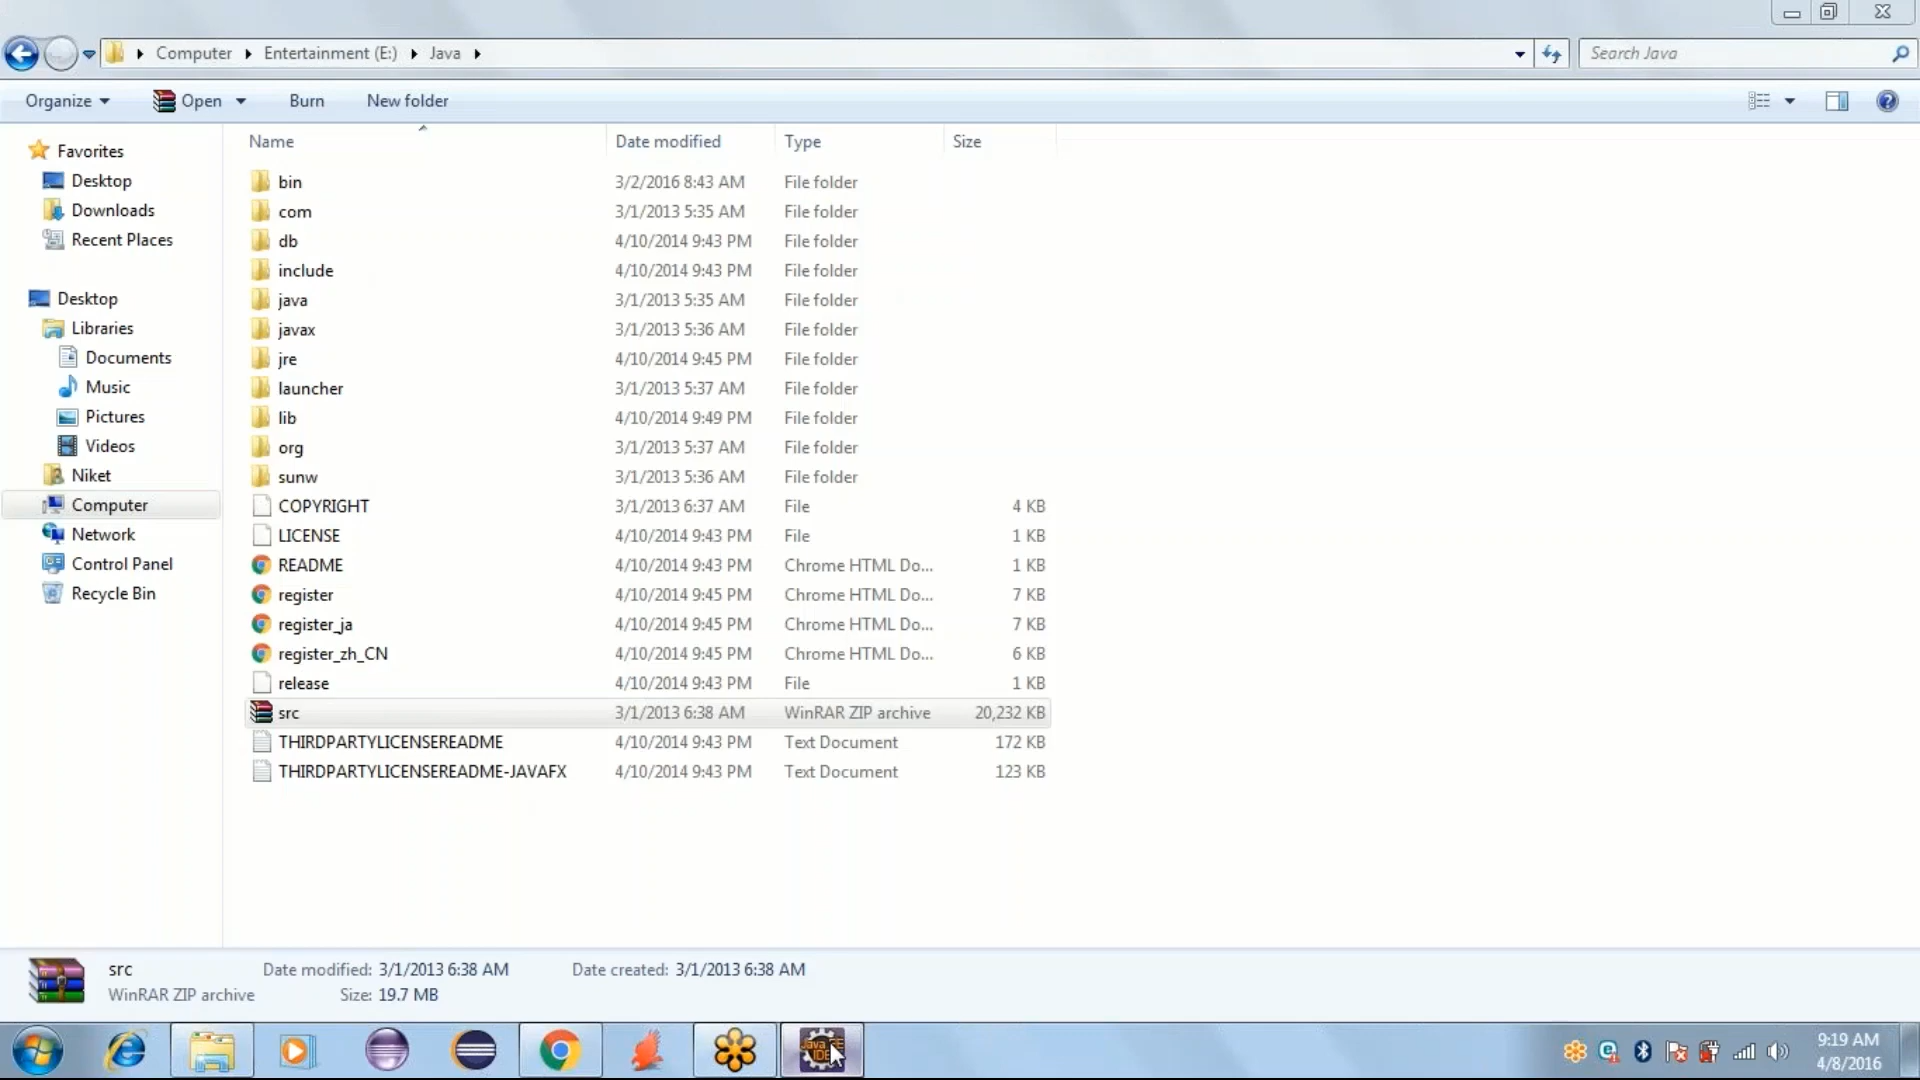 Computer Entertainment (E:) Java Search Java
Organize Open Burn New folder
Name Date modified Type Size
Favorites
Desktop
Downloads
Recent Places
Desktop
Libraries
Documents
Music
Pictures
Videos
Niket
Computer
Network
Control Panel
Recycle Bin
bin 3/2/2016 8:43 AM File folder
com 3/1/2013 5:35 AM File folder
db 4/10/2014 9:43 PM File folder
include 4/10/2014 9:43 PM File folder
java 3/1/2013 5:35 AM File folder
javax 3/1/2013 5:36 AM File folder
jre 4/10/2014 9:45 PM File folder
launcher 3/1/2013 5:37 AM File folder
lib 4/10/2014 9:49 PM File folder
org 3/1/2013 5:37 AM File folder
sunw 3/1/2013 5:36 AM File folder
COPYRIGHT 3/1/2013 6:37 AM File 4 KB
LICENSE 4/10/2014 9:43 PM File 1 KB
README 4/10/2014 9:43 PM Chrome HTML Do... 1 KB
register 4/10/2014 9:45 PM Chrome HTML Do... 7 KB
register_ja 4/10/2014 9:45 PM Chrome HTML Do... 7 KB
register_zh_CN 4/10/2014 9:45 PM Chrome HTML Do... 6 KB
release 4/10/2014 9:43 PM File 1 KB
src 3/1/2013 6:38 AM WinRAR ZIP archive 20,232 KB
THIRDPARTYLICENSEREADME 4/10/2014 9:43 PM Text Document 172 KB
THIRDPARTYLICENSEREADME-JAVAFX 4/10/2014 9:43 PM Text Document 123 KB
src Date modified: 3/1/2013 6:38 AM Date created: 3/1/2013 6:38 AM
WinRAR ZIP archive Size: 19.7 MB
Java EE
IDE
9:19 AM
4/8/2016